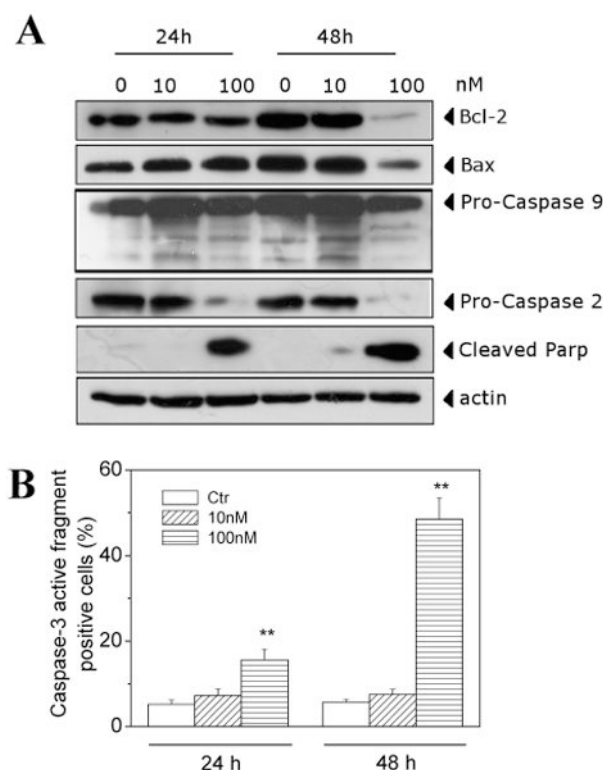 A
24h 48h
0 10 100 0 10 100 nM
Bcl-2
Bax
Pro-Caspase 9
Pro-Caspase 2
Cleaved Parp
actin
B
Caspase-3 active fragment
positive cells (%)
60
40
20
0
Ctr
10nM
100nM
**
**
24 h 48 h